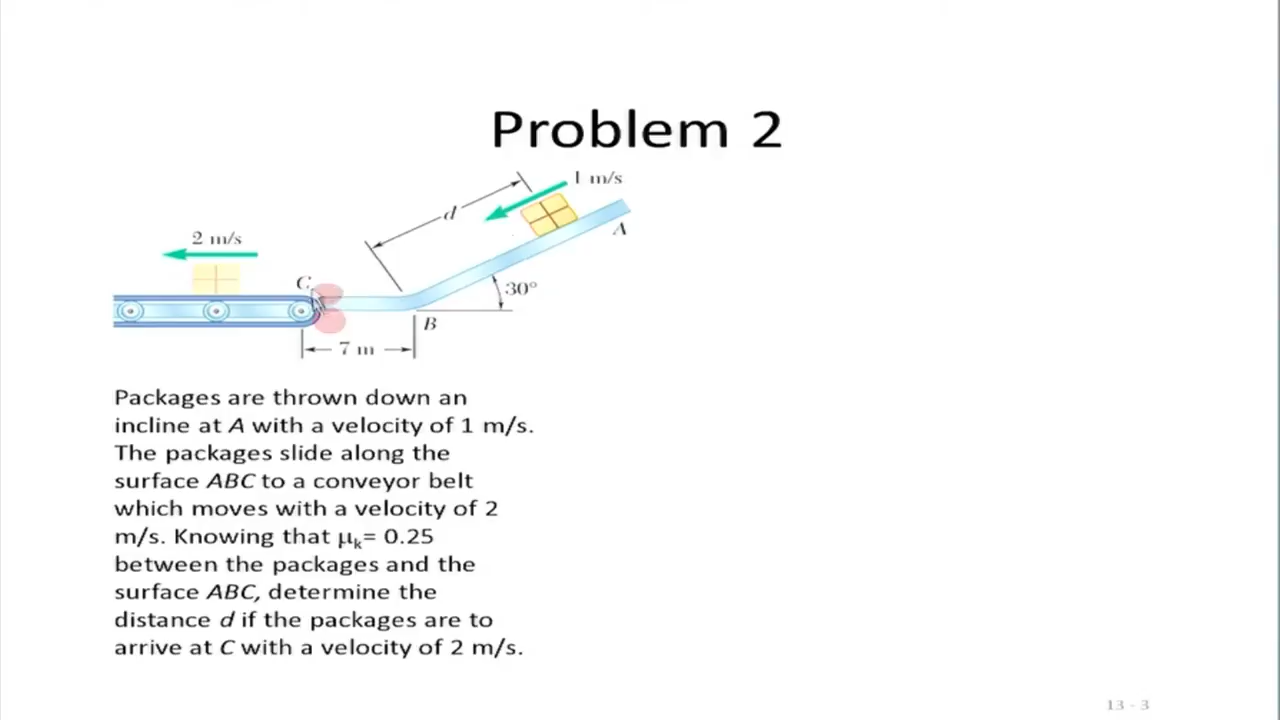 Problem 2
1 m/s
d
A
2 m/s
C
30°
B
7 m
Packages are thrown down an
incline at A with a velocity of 1 m/s.
The packages slide along the
surface ABC to a conveyor belt
which moves with a velocity of 2
m/s. Knowing that μk= 0.25
between the packages and the
surface ABC, determine the
distance d if the packages are to
arrive at C with a velocity of 2 m/s.
13 - 3